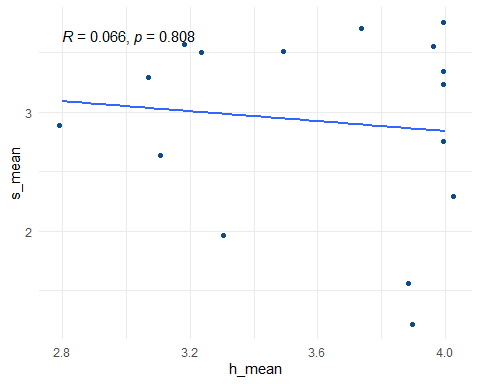 R = 0.066, p = 0.808
3
2
s_mean
2.8 3.2 3.6 4.0
h_mean